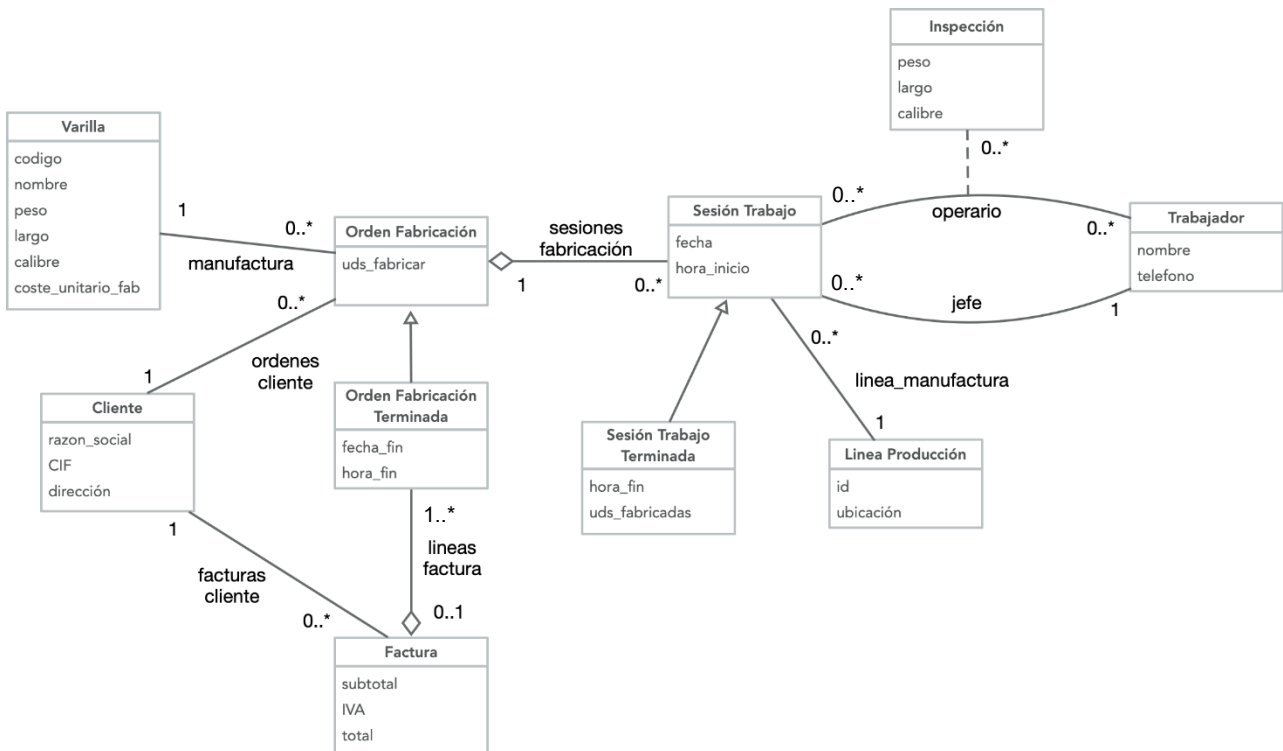 Inspección
peso
largo
calibre
0..*
Varilla
codigo
nombre
peso
largo
calibre
coste_unitario_fab
1
0..*
manufactura
Orden Fabricación
uds_fabricar
sesiones
fabricación
1
0..*
Sesión Trabajo
fecha
hora_inicio
0..*
operario
0..*
Trabajador
nombre
telefono
0..*
jefe
1
0..*
ordenes
cliente
1
0..*
linea_manufactura
1
Cliente
razon_social
CIF
dirección
Orden Fabricación
Terminada
fecha_fin
hora_fin
Sesión Trabajo
Terminada
hora_fin
uds_fabricadas
Linea Producción
id
ubicación
1
facturas
cliente
0..*
1..*
lineas
factura
0..1
Factura
subtotal
IVA
total